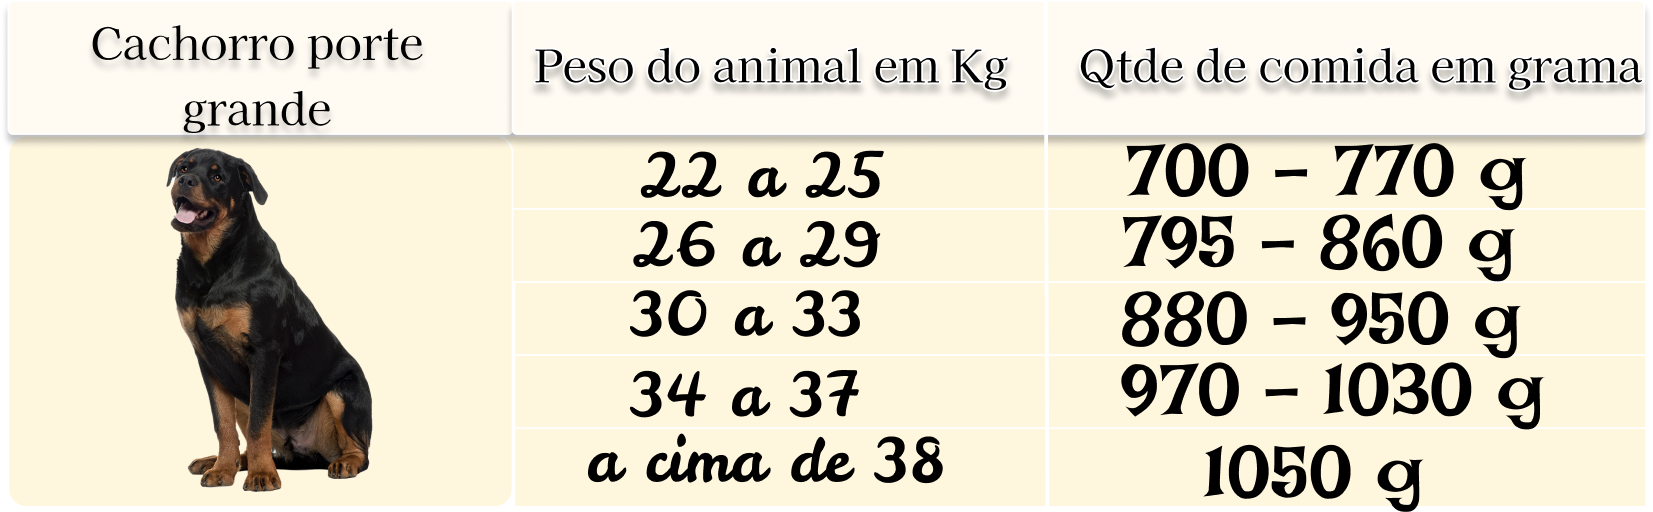 Cachorro porte
grande
Peso do animal em Kg
Qtde de comida em grama
22 a 25
700 – 770 g
26 a 29
795 – 860 g
30 a 33
880 – 950 g
34 a 37
970 – 1030 g
a cima de 38
1050 g